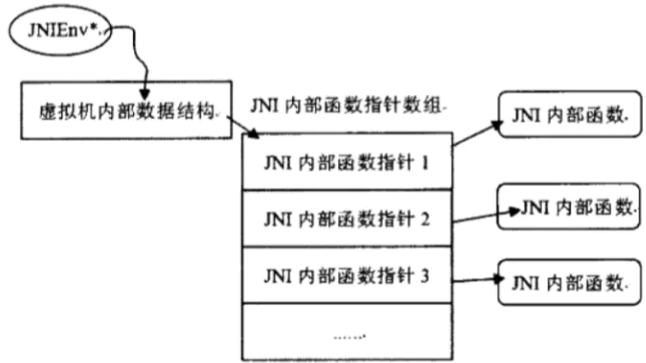 JNIEnv*.
虚拟机内部数据结构.
JNI 内部函数指针数组.
JNI 内部函数指针 1
JNI 内部函数指针 2
JNI 内部函数指针 3
.......
JNI 内部函数.
JNI 内部函数.
JNI 内部函数.